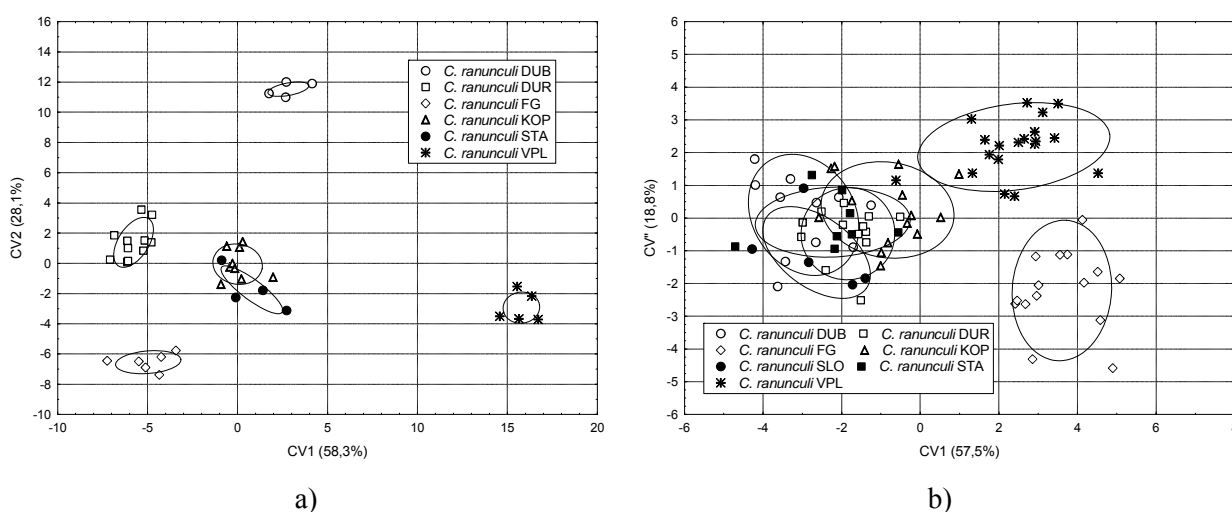 16
14
12
10
8
6
4
2
0
-2
-4
-6
-8
-10
CV2 (28,1%)
C. ranunculi DUB
C. ranunculi DUR
C. ranunculi FG
C. ranunculi KOP
C. ranunculi STA
C. ranunculi VPL
-10 -5 0 5 10 15 20
CV1 (58,3%)
a)
6
5
4
3
2
1
0
-1
-2
-3
-4
-5
-6
CV" (18,8%)
C. ranunculi DUB C. ranunculi DUR
C. ranunculi FG C. ranunculi KOP
C. ranunculi SLO C. ranunculi STA
C. ranunculi VPL
-6 -4 -2 0 2 4 6 8
CV1 (57,5%)
b)